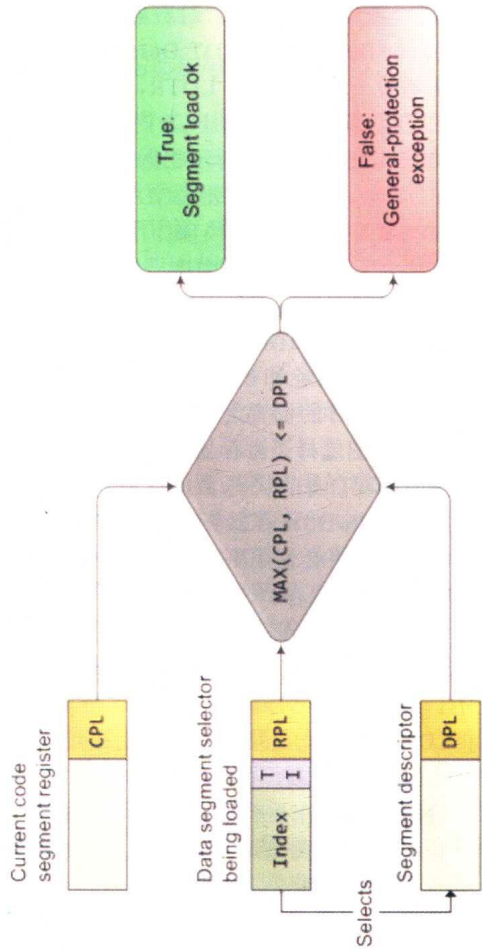 Current code
segment register
CPL
Data segment selector
being loaded
Index
T
I
RPL
Selects
Segment descriptor
DPL
MAX(CPL, RPL) <= DPL
True:
Segment load ok
False:
General-protection
exception